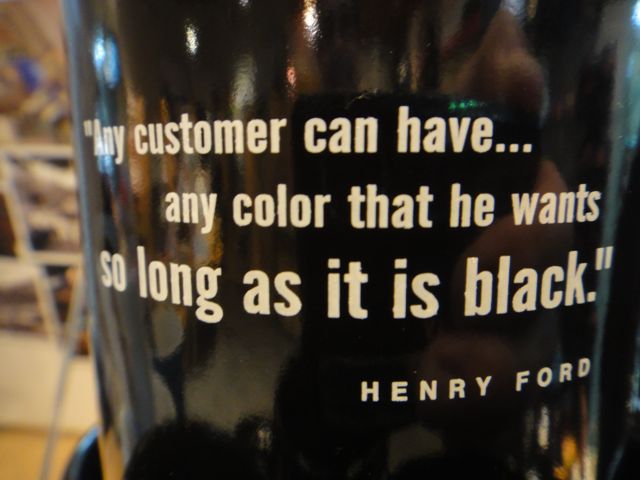 "Any customer can have...
any color that he wants
so long as it is black."
HENRY FORD